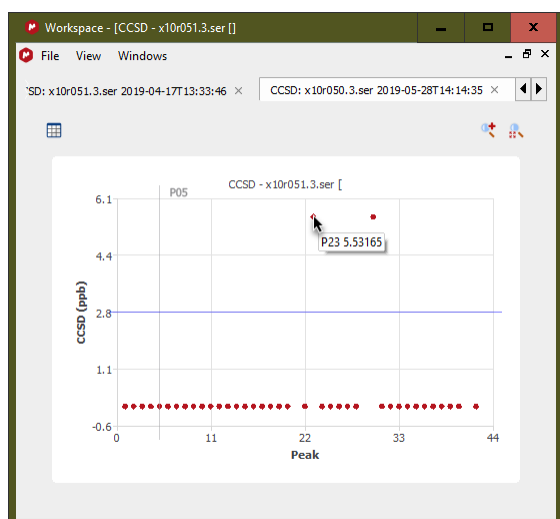 Workspace - [CCSD - x10r051.3.ser []
File View Windows
'SD: x10r051.3.ser 2019-04-17T13:33:46 × CCSD: x10r050.3.ser 2019-05-28T14:14:35 ×
CCSD - x10r051.3.ser [
P05
6.1
P23 5.53165
4.4
CCSD (ppb)
2.8
1.1
-0.6
0 11 22 33 44
Peak